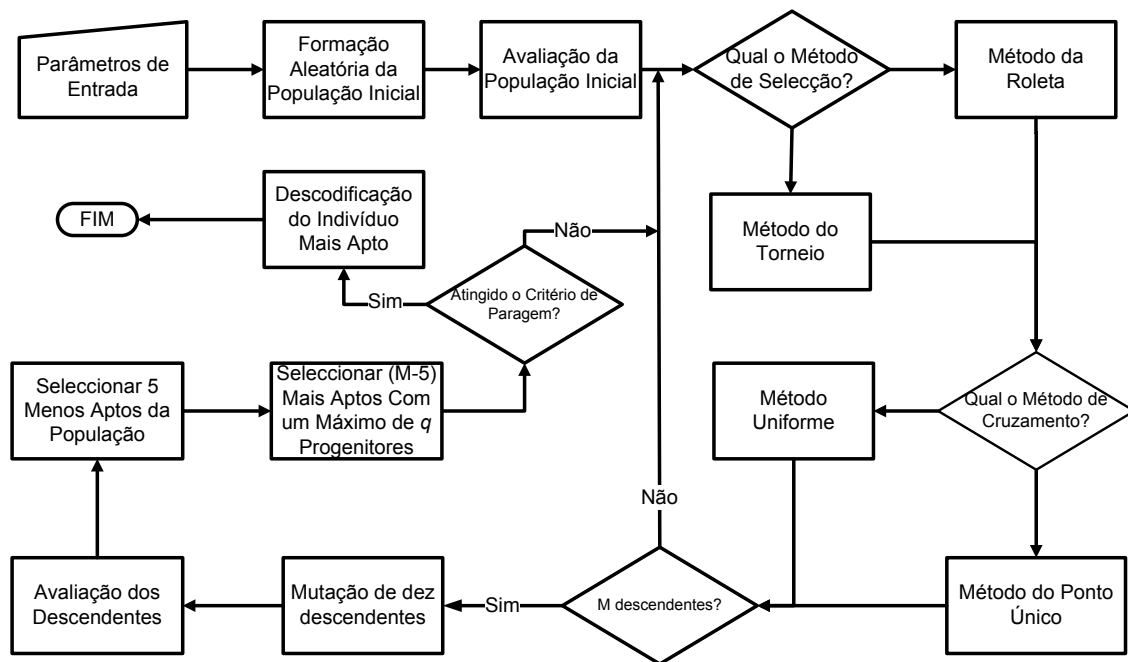 Parâmetros de
Entrada
Formação
Aleatória da
População Inicial
Avaliação da
População Inicial
Qual o Método
de Selecção?
Método da
Roleta
FIM
Descodificação
do Indivíduo
Mais Apto
Não
Método do
Torneio
Sim
Atingido o Critério de
Paragem?
Seleccionar 5
Menos Aptos da
População
Seleccionar (M-5)
Mais Aptos Com
um Máximo de q
Progenitores
Método
Uniforme
Qual o Método de
Cruzamento?
Não
Avaliação dos
Descendentes
Mutação de dez
descendentes
Sim
M descendentes?
Método do Ponto
Único